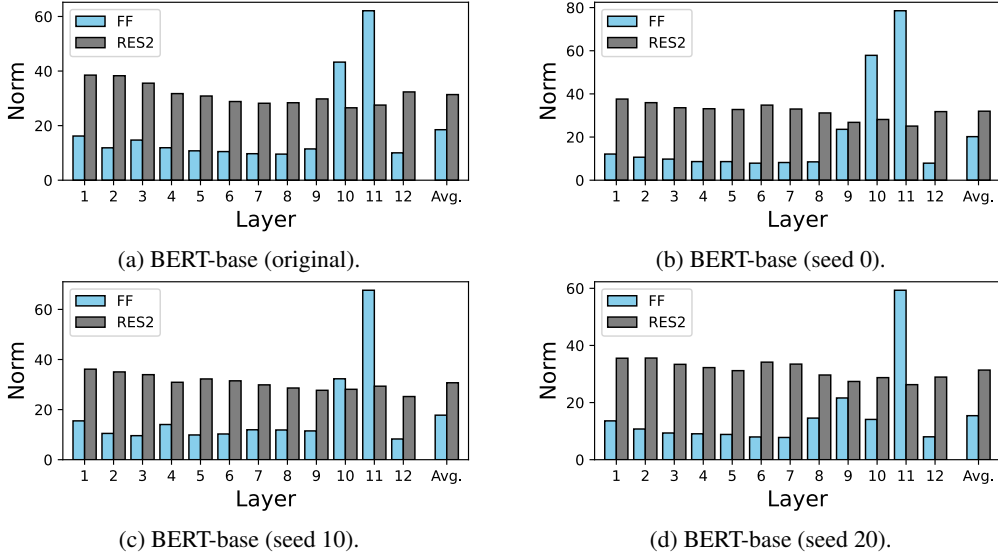 60
40
20
0
Norm
FF
RES2
1 2 3 4 5 6 7 8 9 10 11 12 Avg.
Layer
(a) BERT-base (original).
80
60
40
20
0
Norm
FF
RES2
1 2 3 4 5 6 7 8 9 10 11 12 Avg.
Layer
(b) BERT-base (seed 0).
60
40
20
0
Norm
FF
RES2
1 2 3 4 5 6 7 8 9 10 11 12 Avg.
Layer
(c) BERT-base (seed 10).
60
40
20
0
Norm
FF
RES2
1 2 3 4 5 6 7 8 9 10 11 12 Avg.
Layer
(d) BERT-base (seed 20).